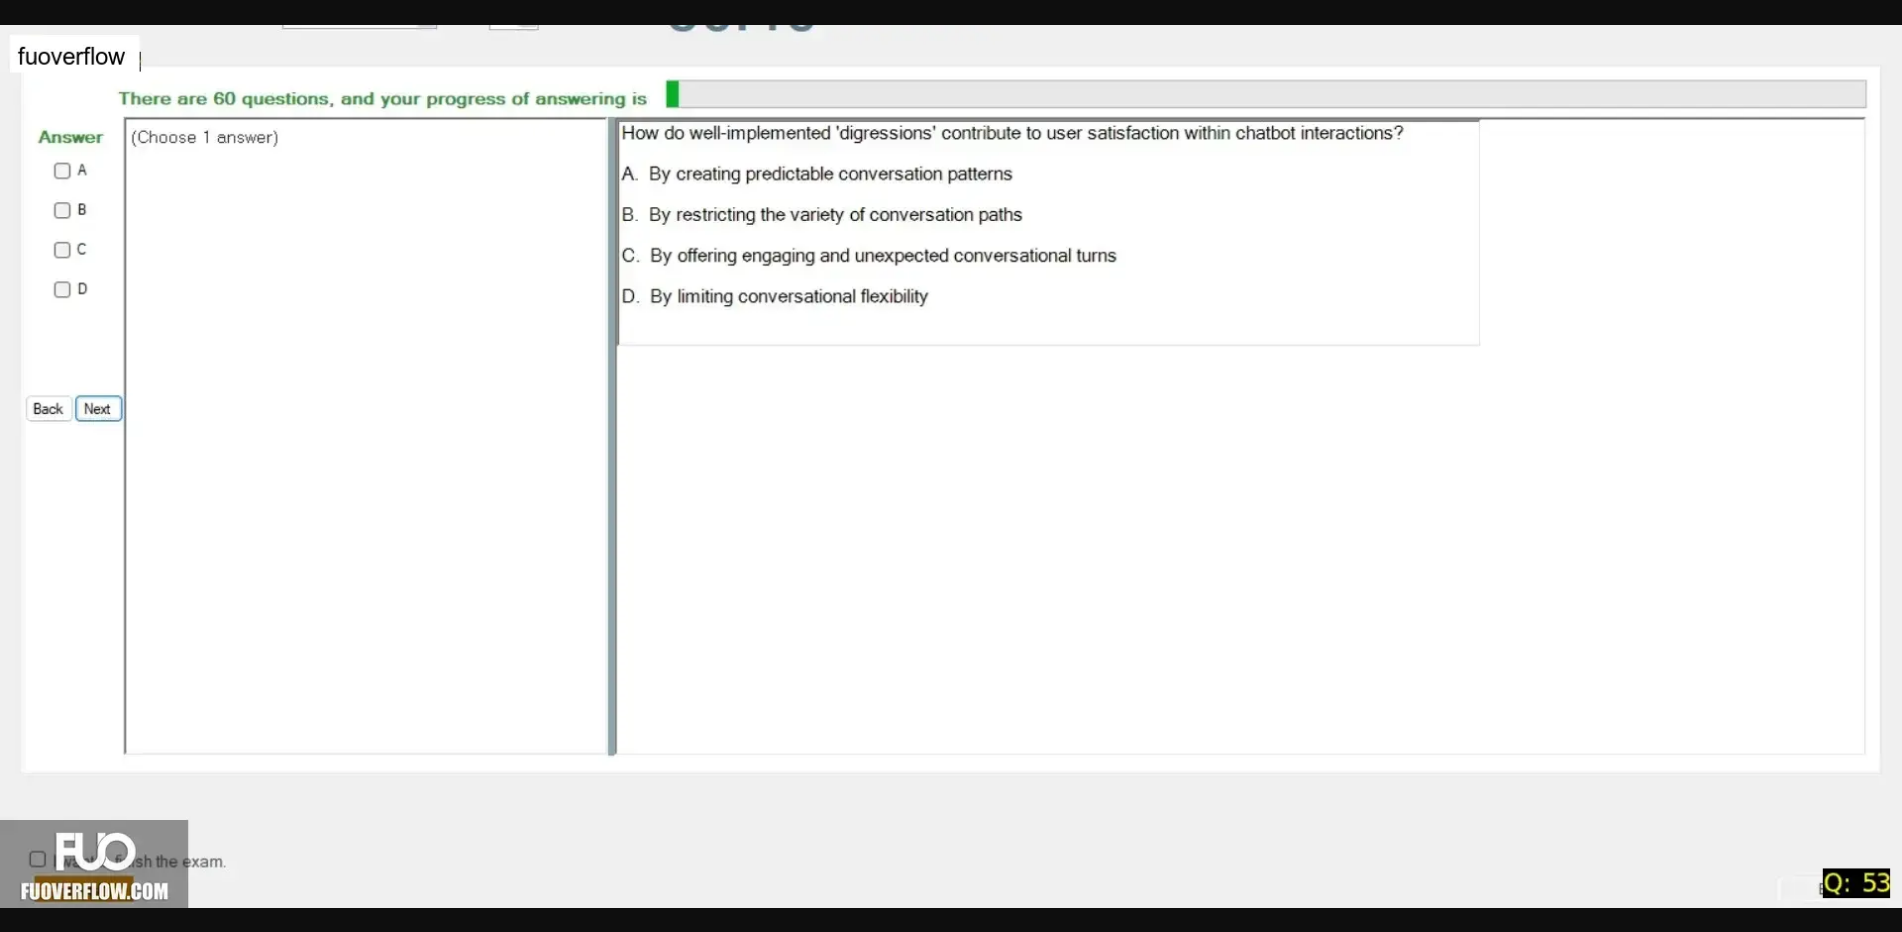 fuoverflow
There are 60 questions, and your progress of answering is
Answer
(Choose 1 answer)
A
B
C
D
Back
Next
How do well-implemented 'digressions' contribute to user satisfaction within chatbot interactions?
A. By creating predictable conversation patterns
B. By restricting the variety of conversation paths
C. By offering engaging and unexpected conversational turns
D. By limiting conversational flexibility
FUO
the exam.
FUOVERFLOW.COM
Q: 53